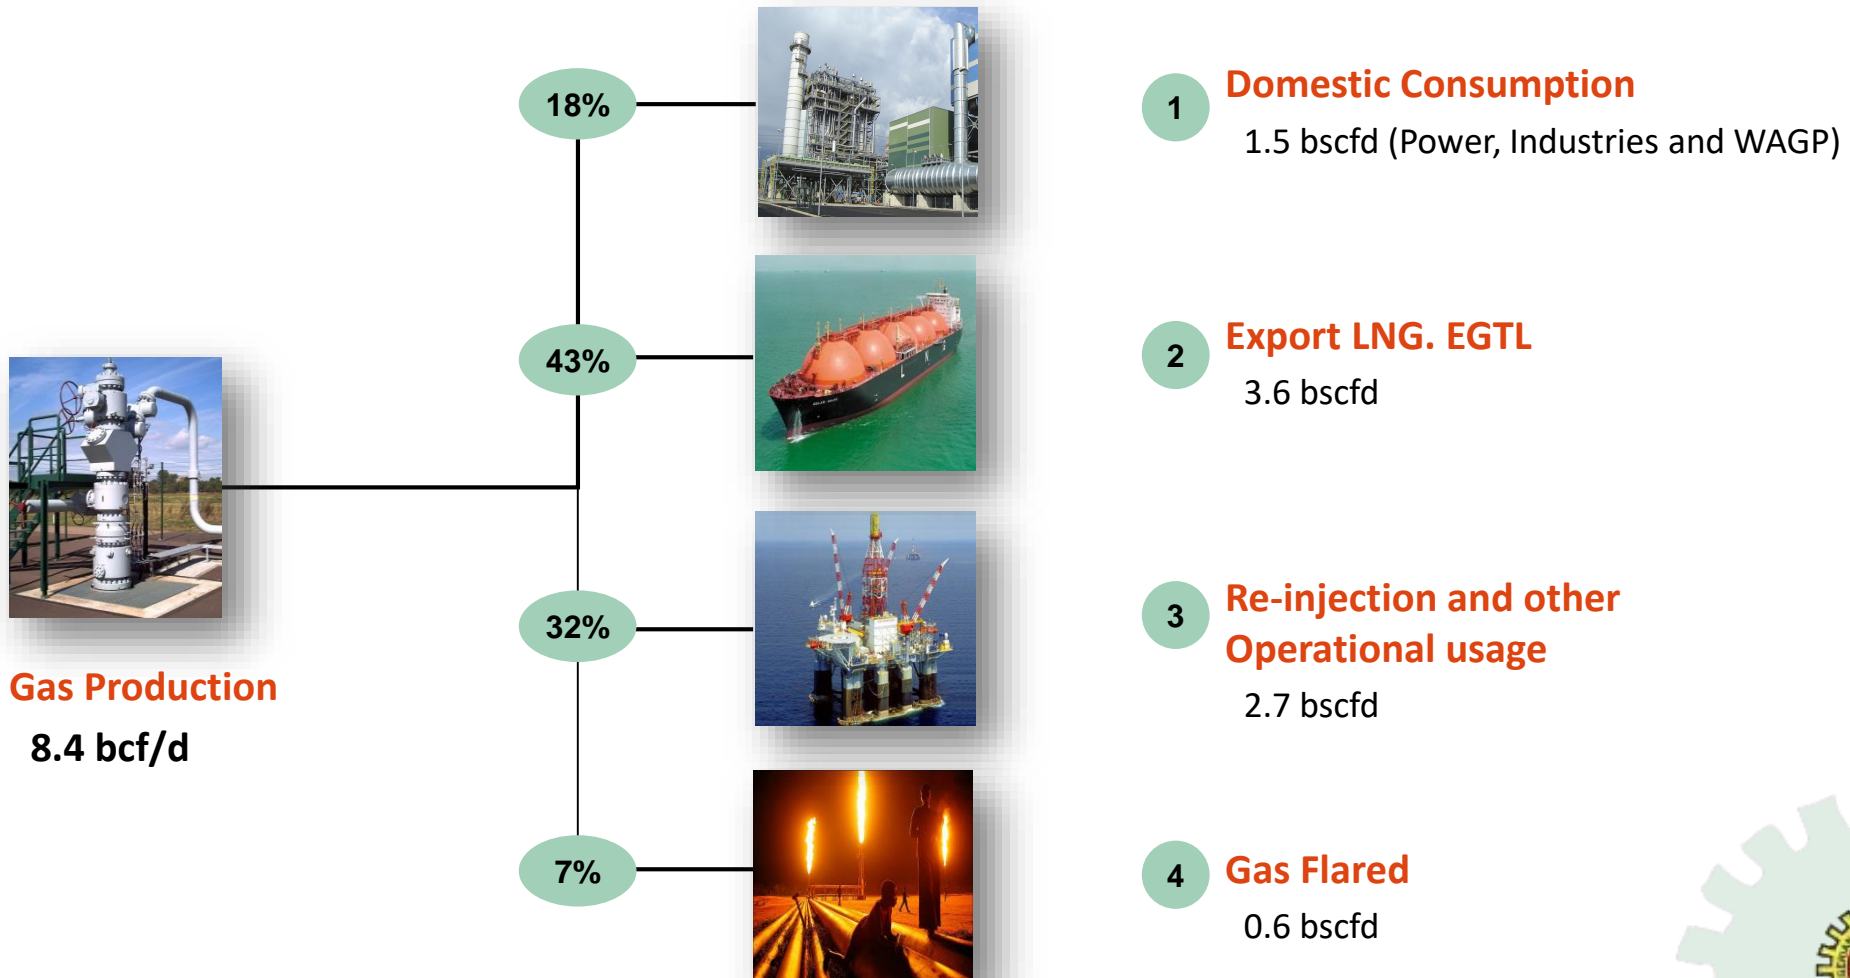 Gas Production
8.4 bcf/d
18%
43%
32%
7%
1
Domestic Consumption
1.5 bscfd (Power, Industries and WAGP)
2
Export LNG. EGTL
3.6 bscfd
3
Re-injection and other
Operational usage
2.7 bscfd
4
Gas Flared
0.6 bscfd